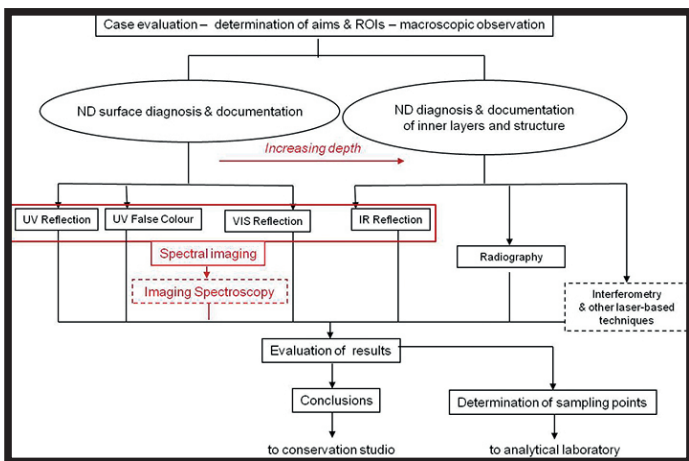 Case evaluation – determination of aims & ROIs – macroscopic observation
ND surface diagnosis & documentation
ND diagnosis & documentation
of inner layers and structure
Increasing depth
UV Reflection
UV False Colour
VIS Reflection
IR Reflection
Spectral imaging
Radiography
Imaging Spectroscopy
Interferometry
& other laser-based
techniques
Evaluation of results
Conclusions
Determination of sampling points
to conservation studio
to analytical laboratory